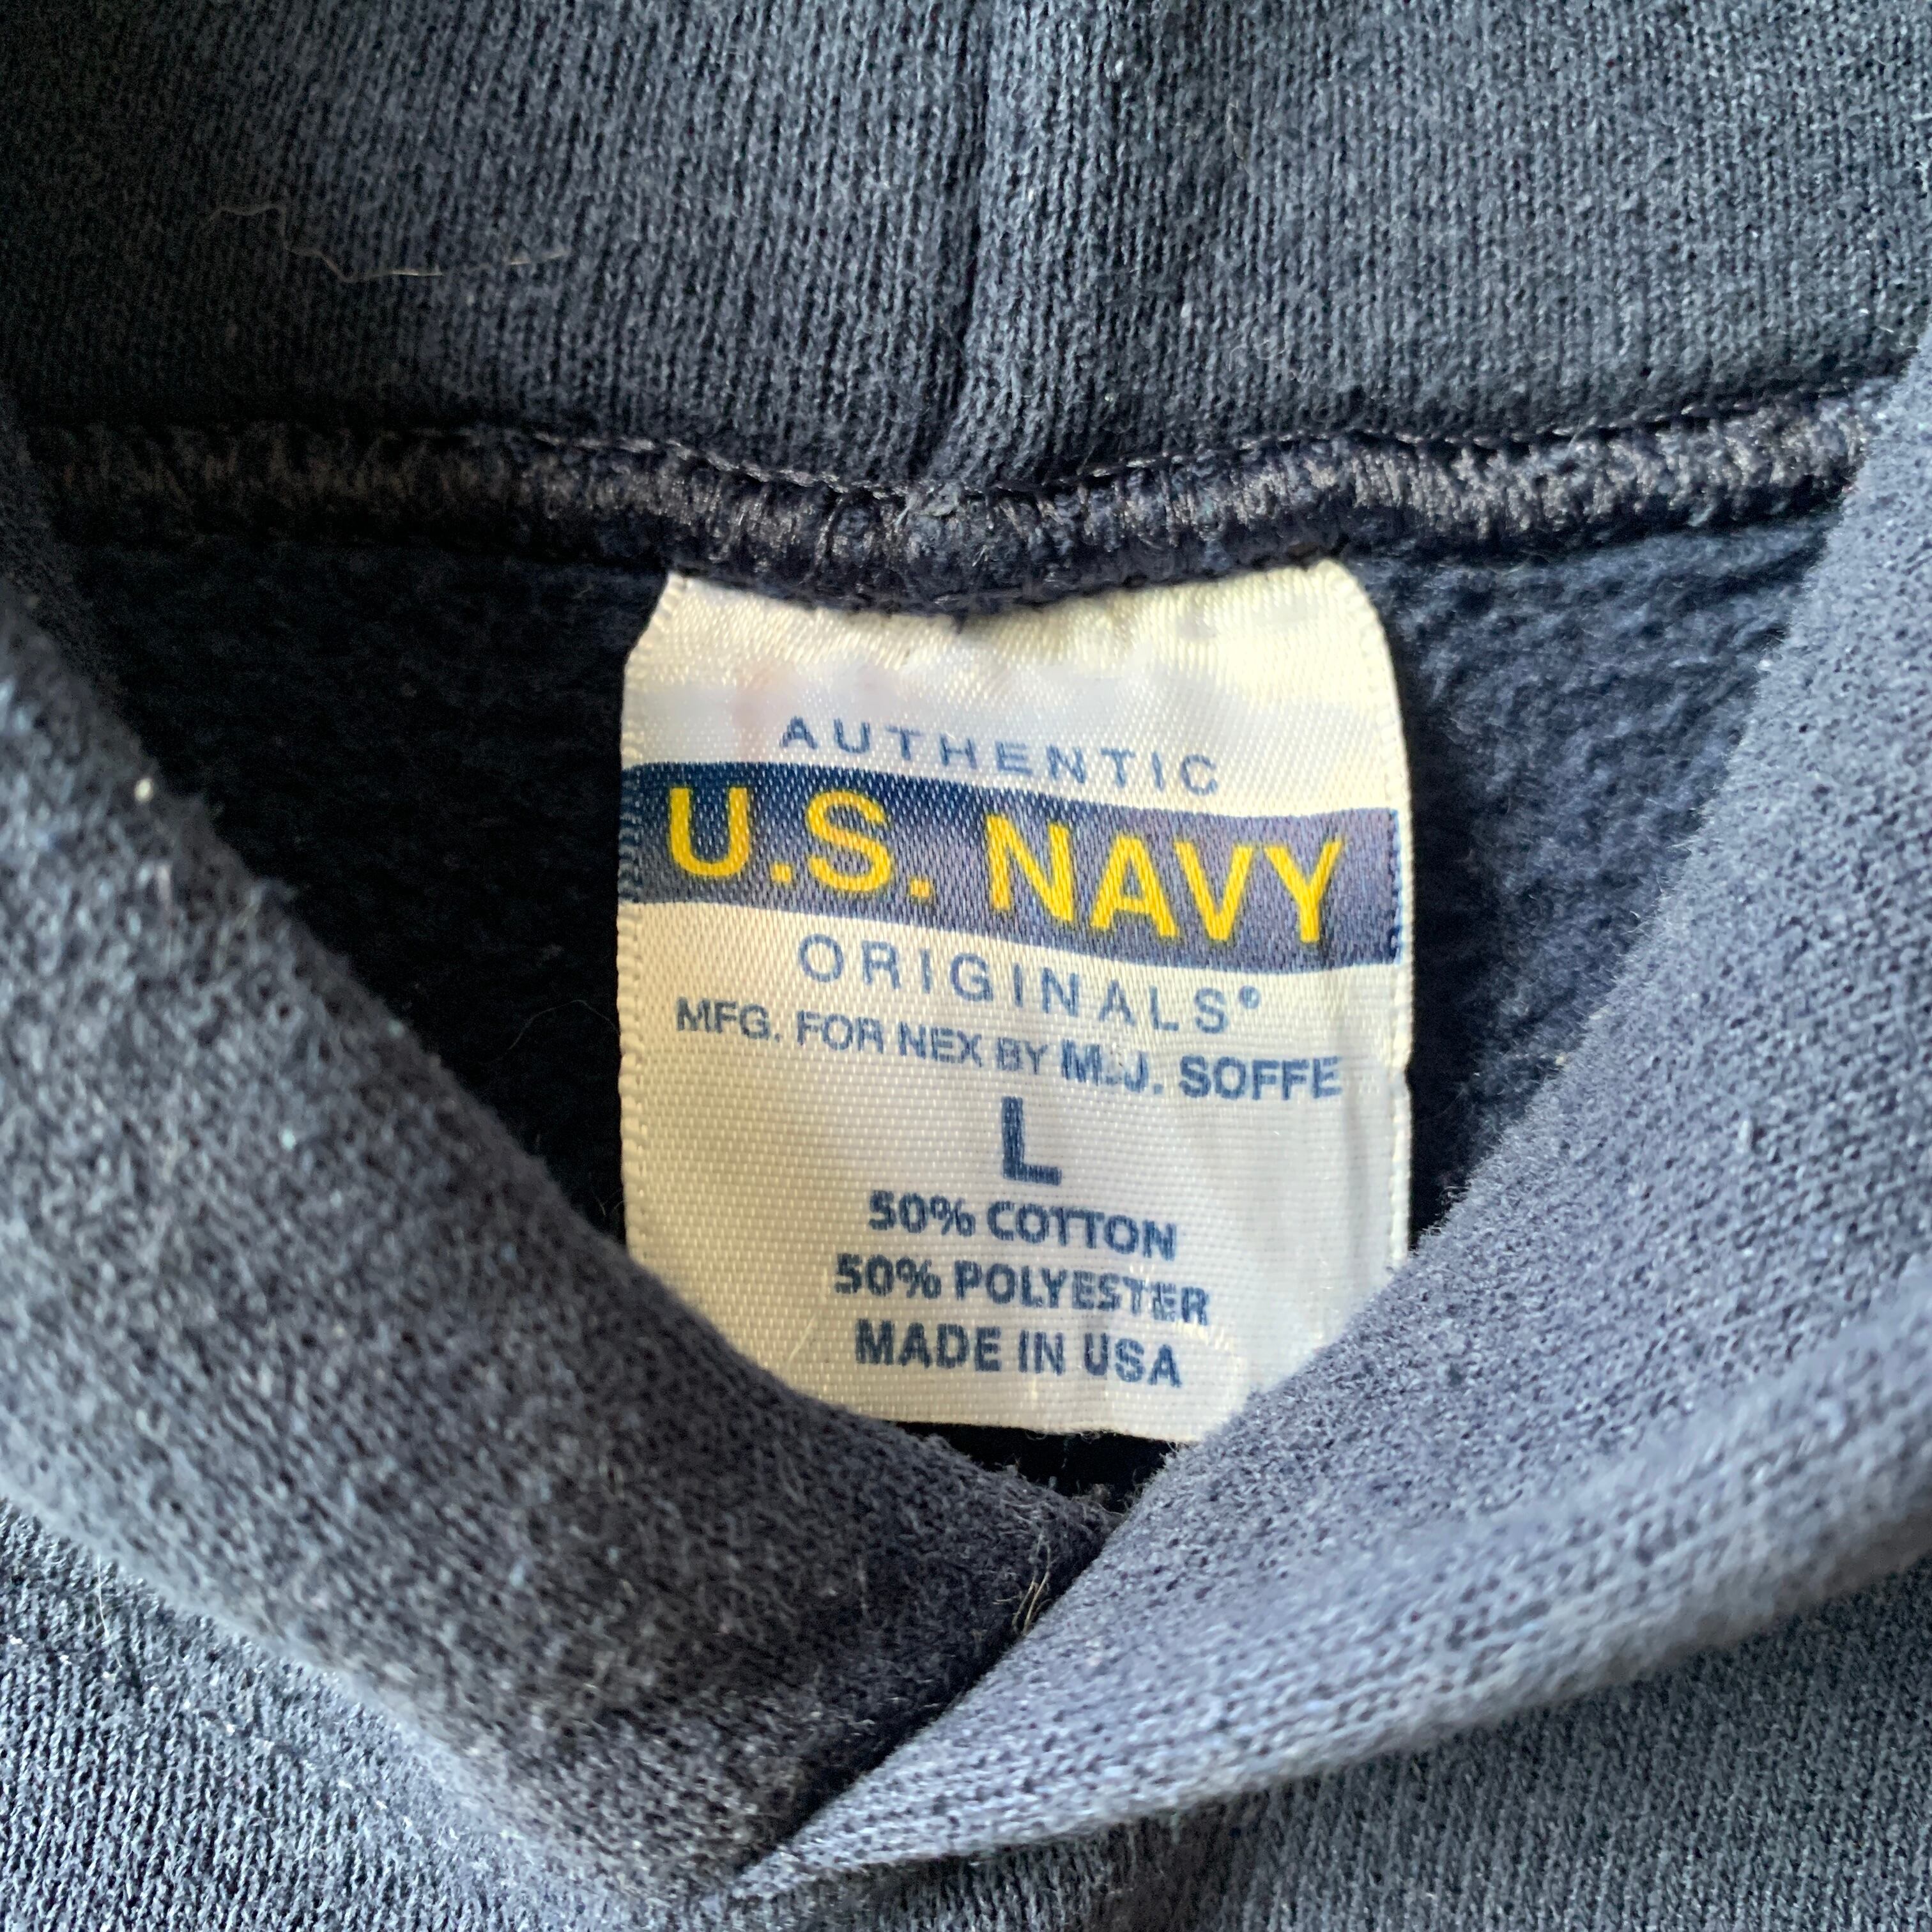 AUTHENTIC
U.S. NAVY
ORIGINALS®
MFG. FOR NEX BY M.J. SOFFE
L
50% COTTON
50% POLYESTER
MADE IN USA